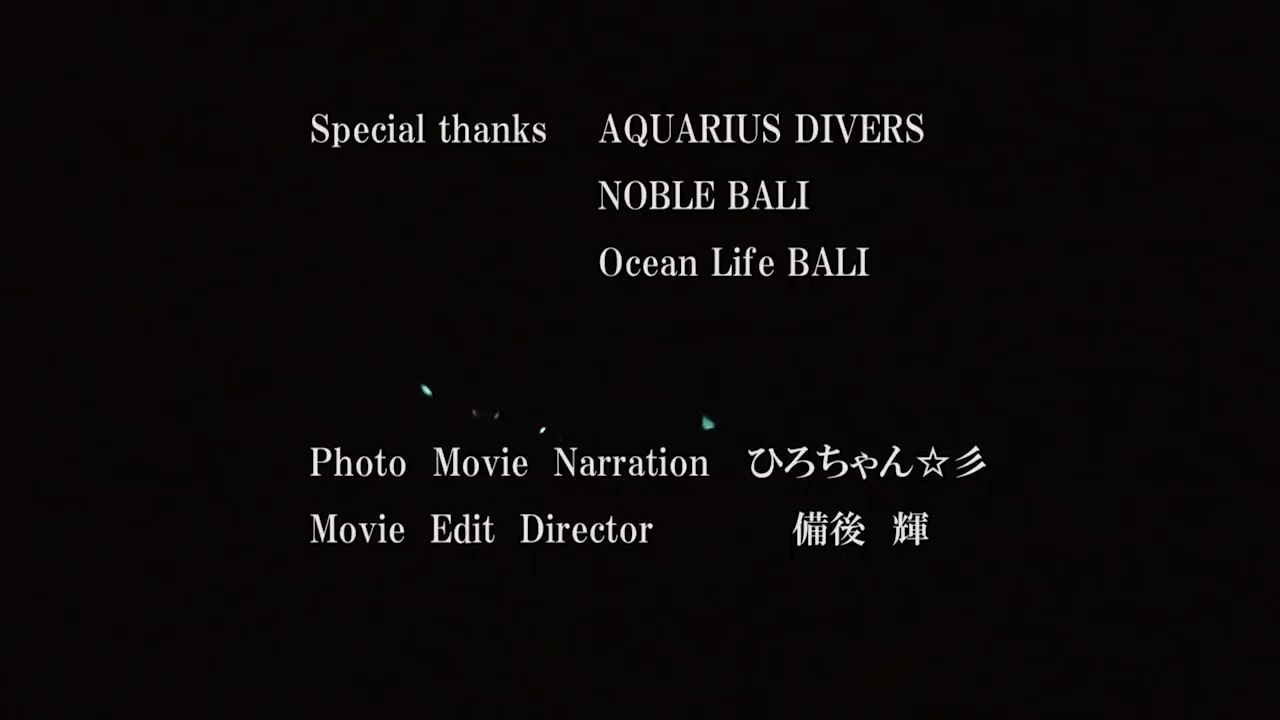 Special thanks AQUARIUS DIVERS
NOBLE BALI
Ocean Life BALI
Photo Movie Narration ひろちゃん☆彡
Movie Edit Director 備後 輝